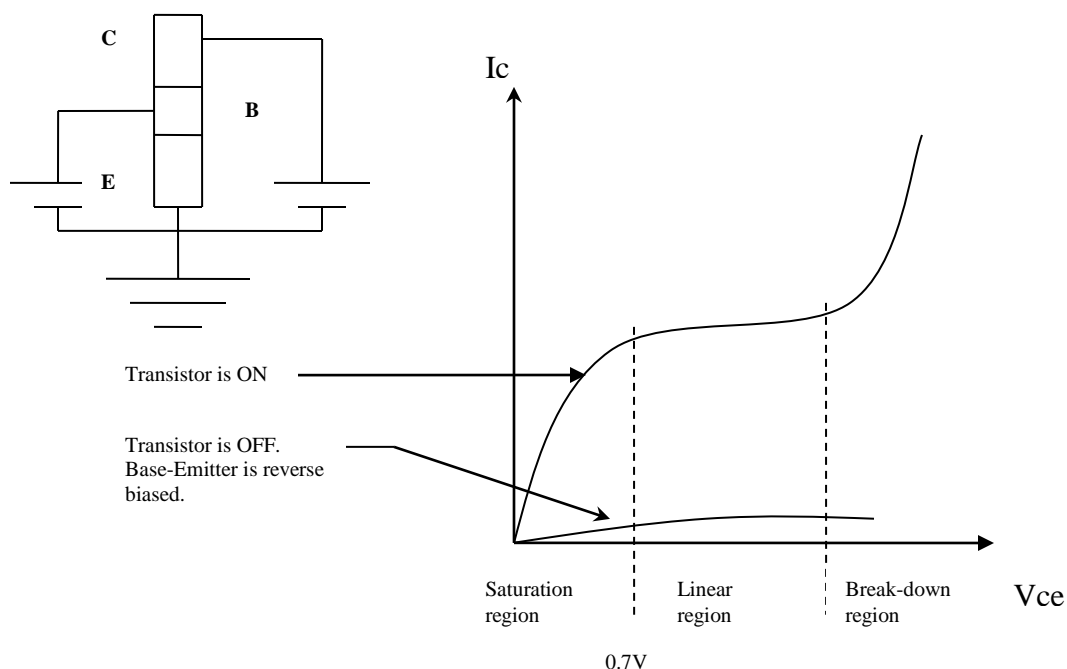 C
B
E
Ic
Transistor is ON
Transistor is OFF.
Base-Emitter is reverse
biased.
Saturation
region
Linear
region
Break-down
region
Vce
0.7V